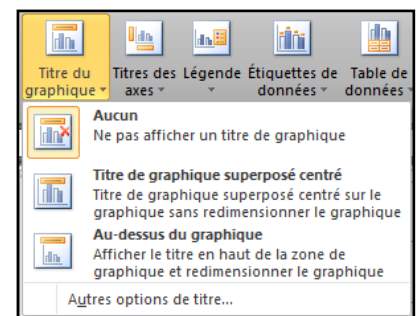 Titre du graphique
Titres des axes
Légende
Étiquettes de données
Table de données
Aucun
Ne pas afficher un titre de graphique
Titre de graphique superposé centré
Titre de graphique superposé centré sur le
graphique sans redimensionner le graphique
Au-dessus du graphique
Afficher le titre en haut de la zone de
graphique et redimensionner le graphique
Autres options de titre...